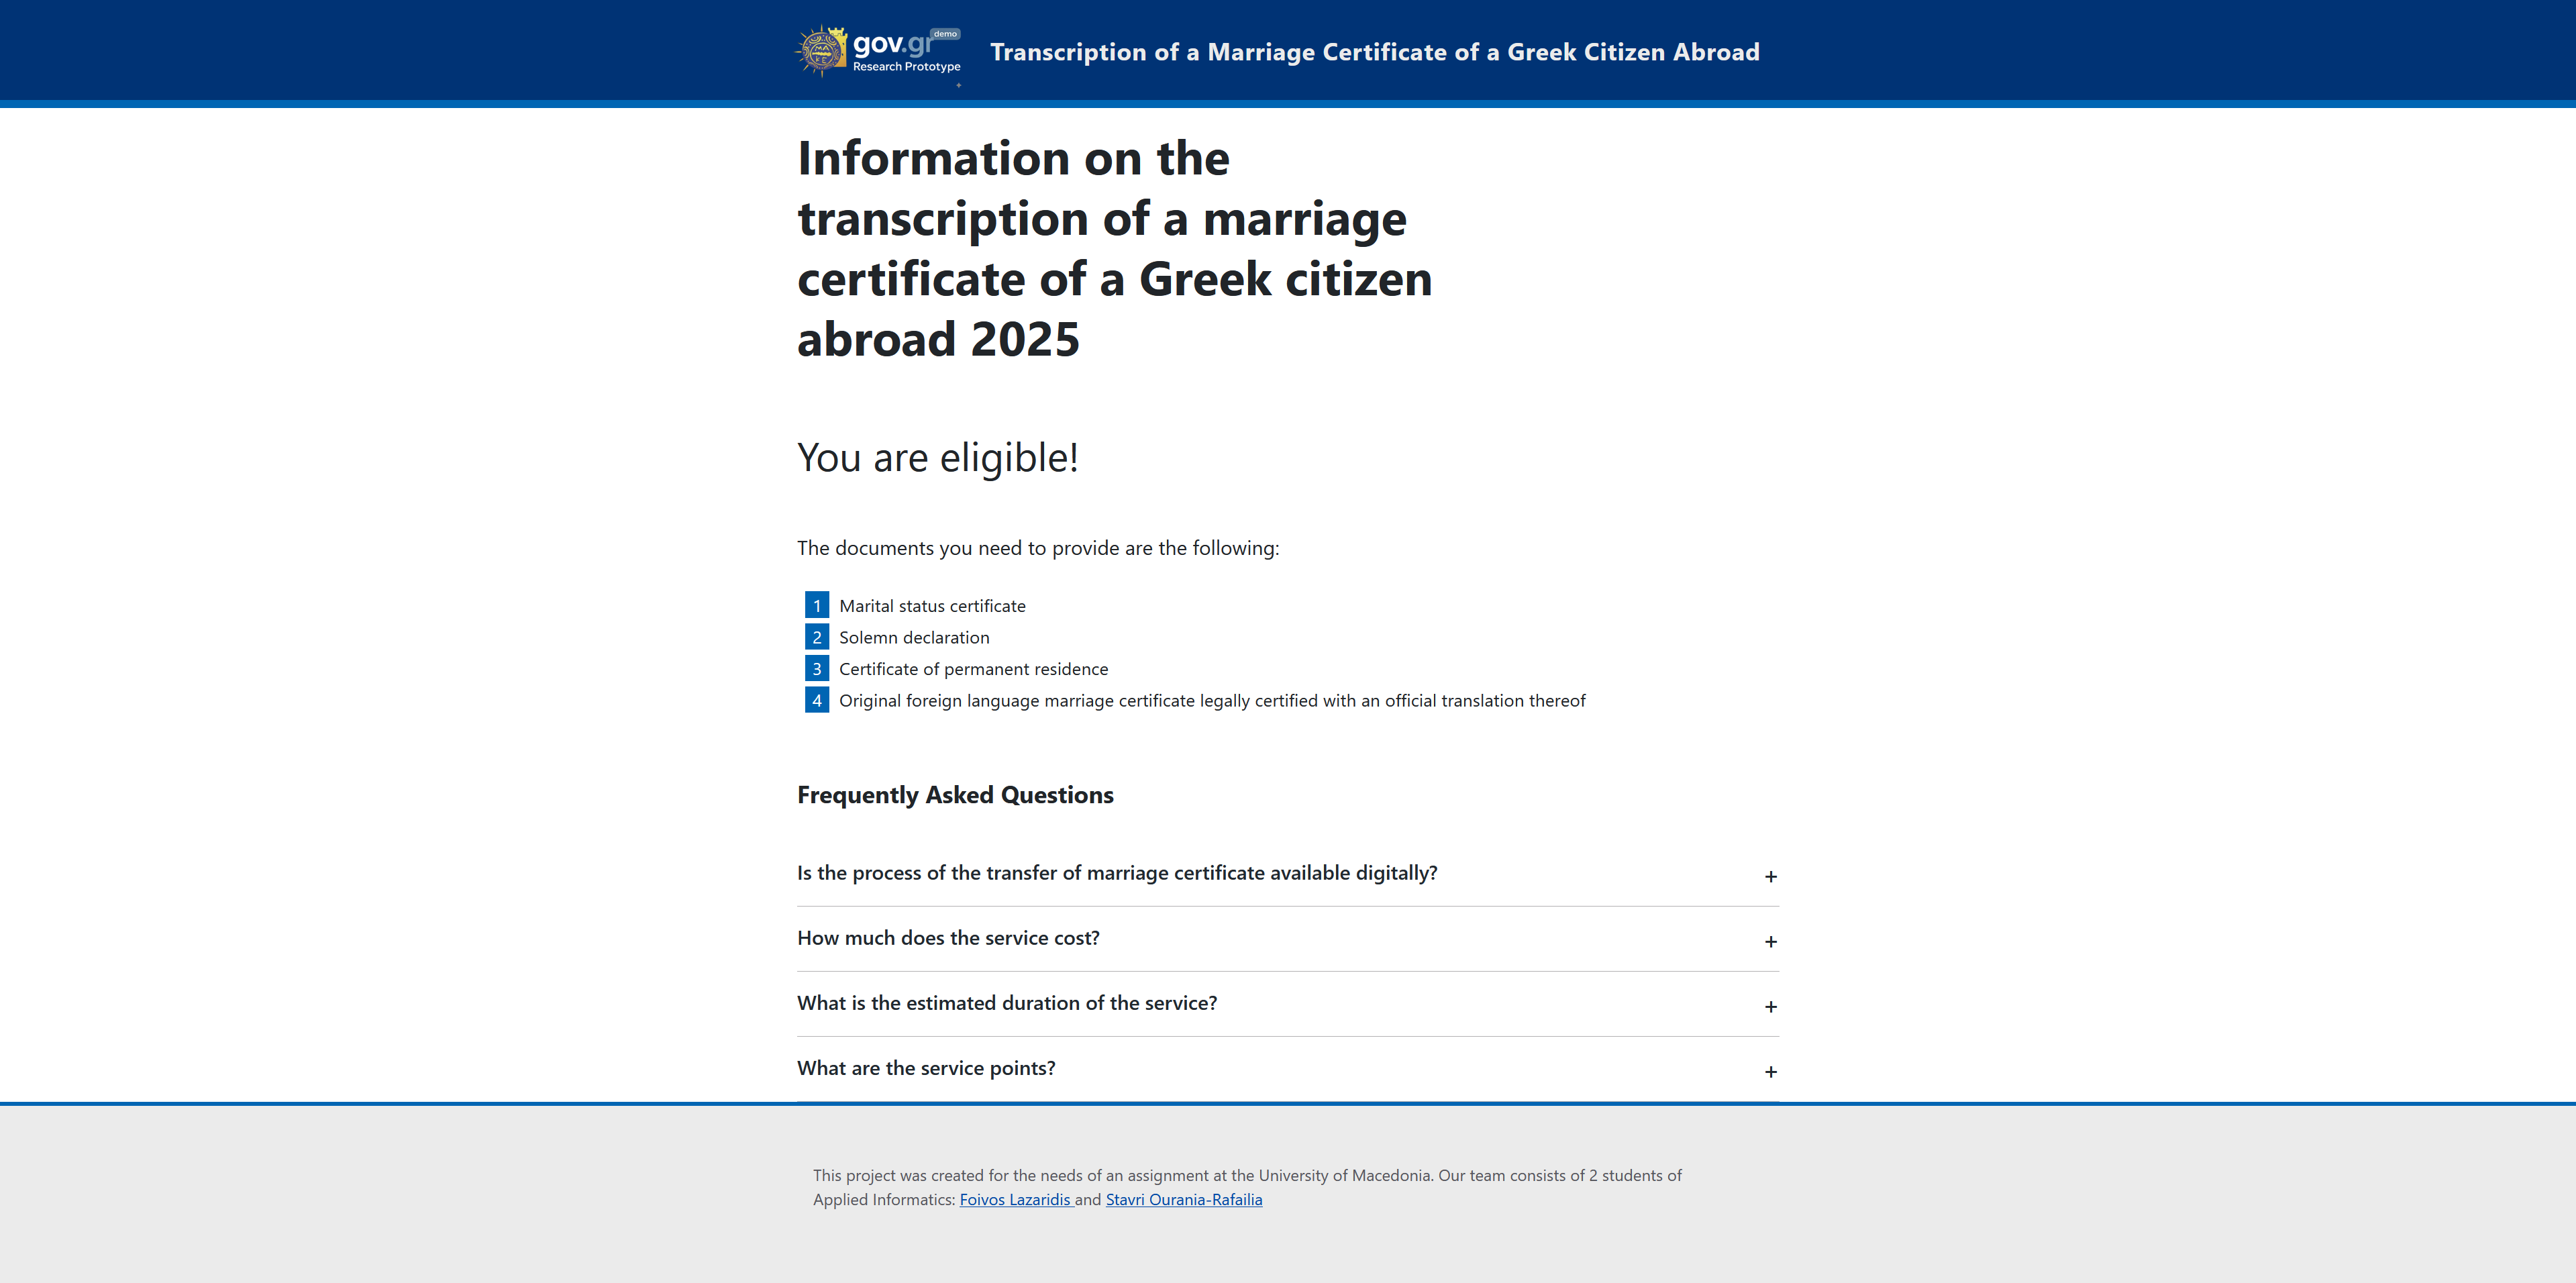 gov.gr demo
Research Prototype
Transcription of a Marriage Certificate of a Greek Citizen Abroad
Information on the
transcription of a marriage
certificate of a Greek citizen
abroad 2025
You are eligible!
The documents you need to provide are the following:
1 Marital status certificate
2 Solemn declaration
3 Certificate of permanent residence
4 Original foreign language marriage certificate legally certified with an official translation thereof
Frequently Asked Questions
Is the process of the transfer of marriage certificate available digitally? +
How much does the service cost? +
What is the estimated duration of the service? +
What are the service points? +
This project was created for the needs of an assignment at the University of Macedonia. Our team consists of 2 students of
Applied Informatics: Foivos Lazaridis and Stavri Ourania-Rafailia